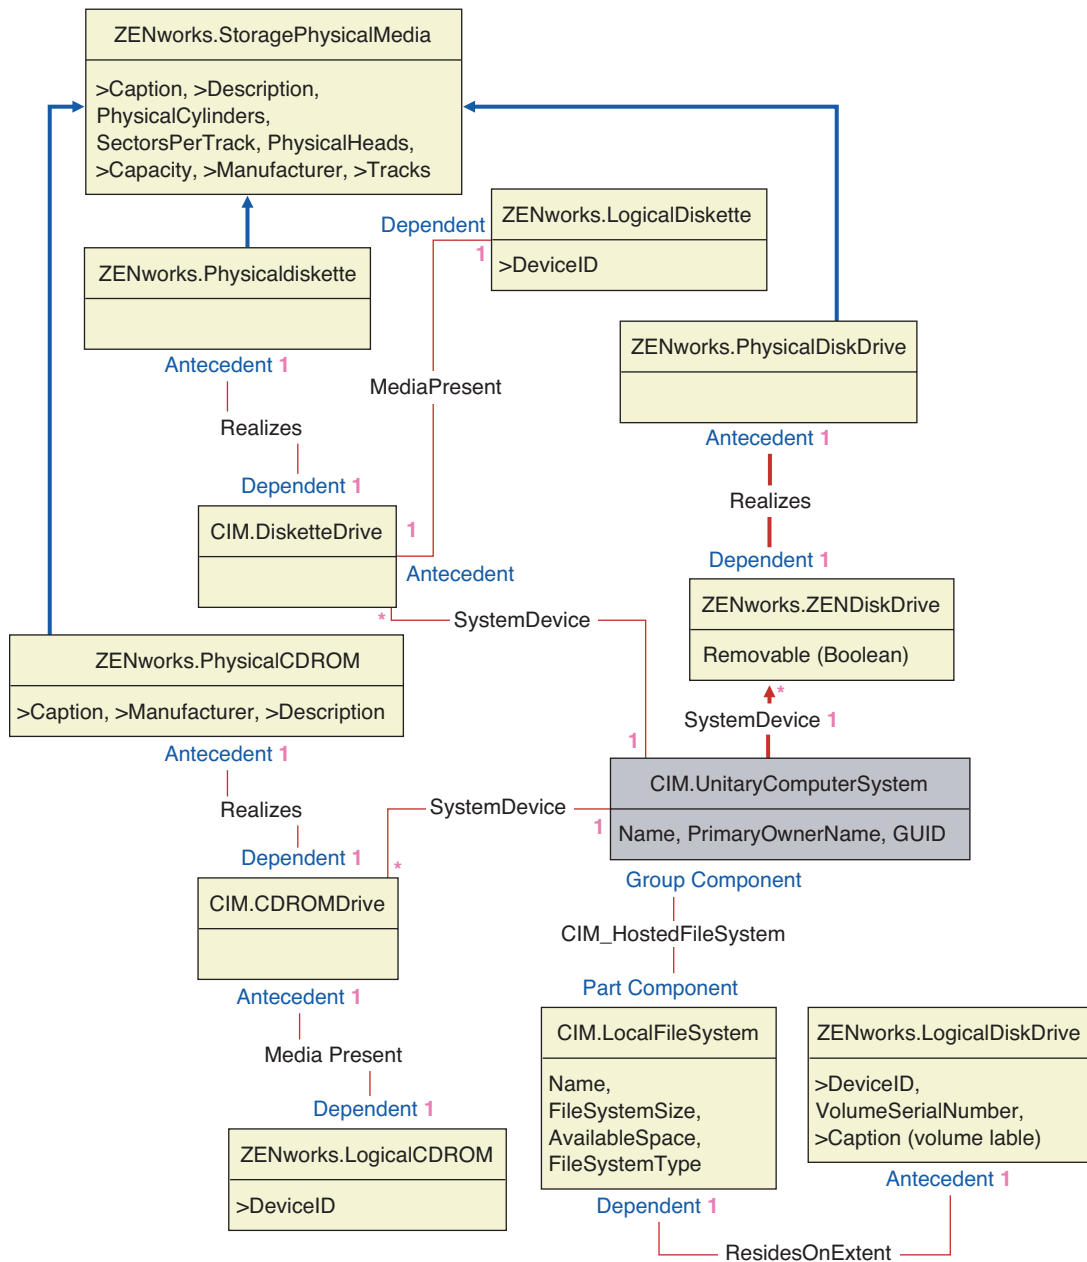 ZENworks.StoragePhysicalMedia
>Caption, >Description,
PhysicalCylinders,
SectorsPerTrack, PhysicalHeads,
>Capacity, >Manufacturer, >Tracks
Dependent
1
ZENworks.LogicalDiskette
>DeviceID
ZENworks.Physicaldiskette
Antecedent 1
Realizes
Dependent 1
MediaPresent
ZENworks.PhysicalDiskDrive
Antecedent 1
Realizes
Dependent 1
CIM.DisketteDrive
1
Antecedent
*
SystemDevice
1
ZENworks.ZENDiskDrive
Removable (Boolean)
*
SystemDevice 1
ZENworks.PhysicalCDROM
>Caption, >Manufacturer, >Description
Antecedent 1
Realizes
Dependent 1
SystemDevice
1
*
CIM.UnitaryComputerSystem
Name, PrimaryOwnerName, GUID
Group Component
CIM_HostedFileSystem
Part Component
CIM.CDROMDrive
Antecedent 1
Media Present
Dependent 1
ZENworks.LogicalCDROM
>DeviceID
CIM.LocalFileSystem
Name,
FileSystemSize,
AvailableSpace,
FileSystemType
Dependent 1
ZENworks.LogicalDiskDrive
>DeviceID,
VolumeSerialNumber,
>Caption (volume lable)
Antecedent 1
ResidesOnExtent